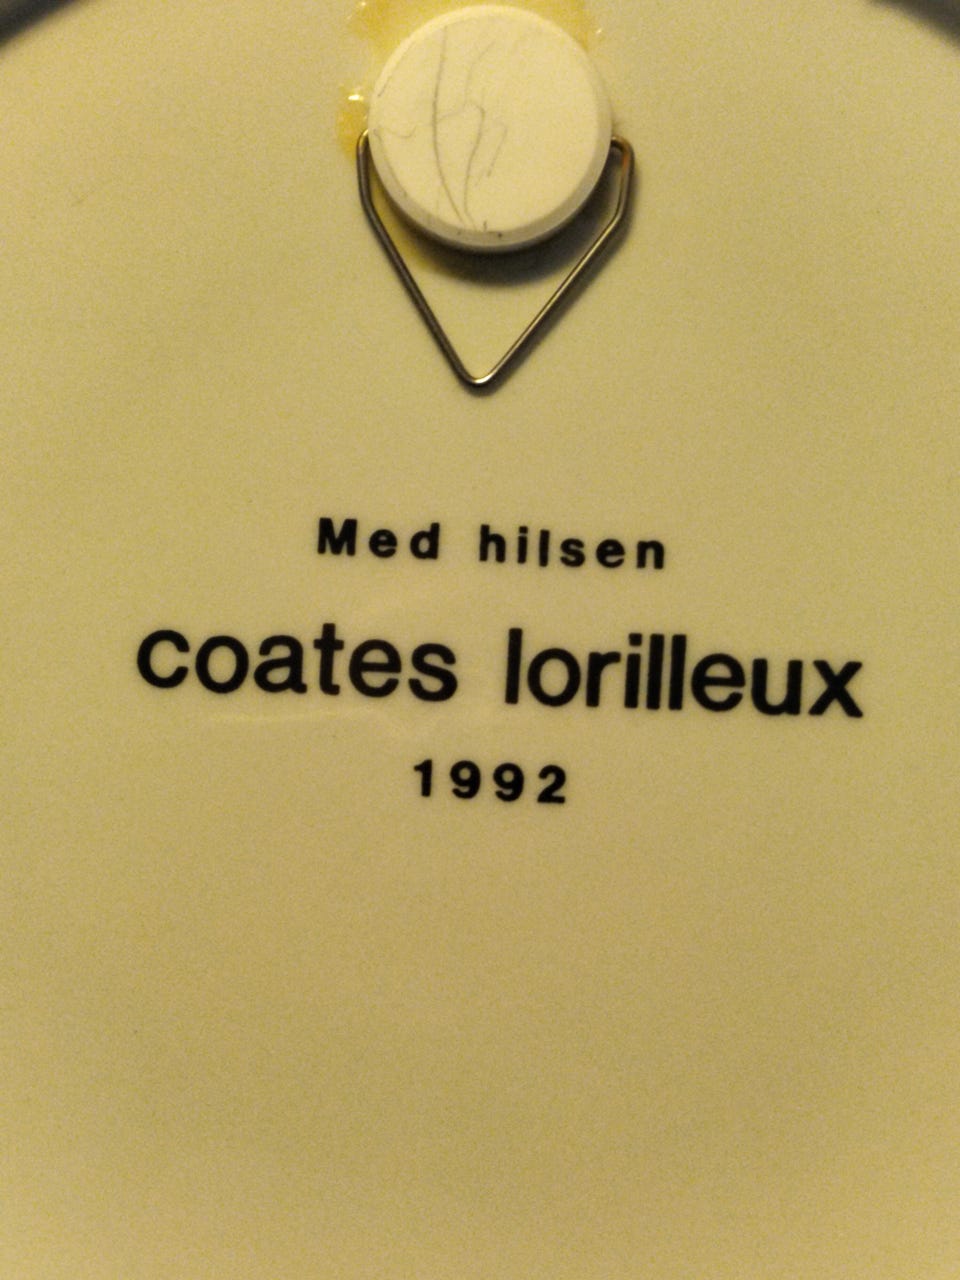 Med hilsen
coates lorilleux
1992